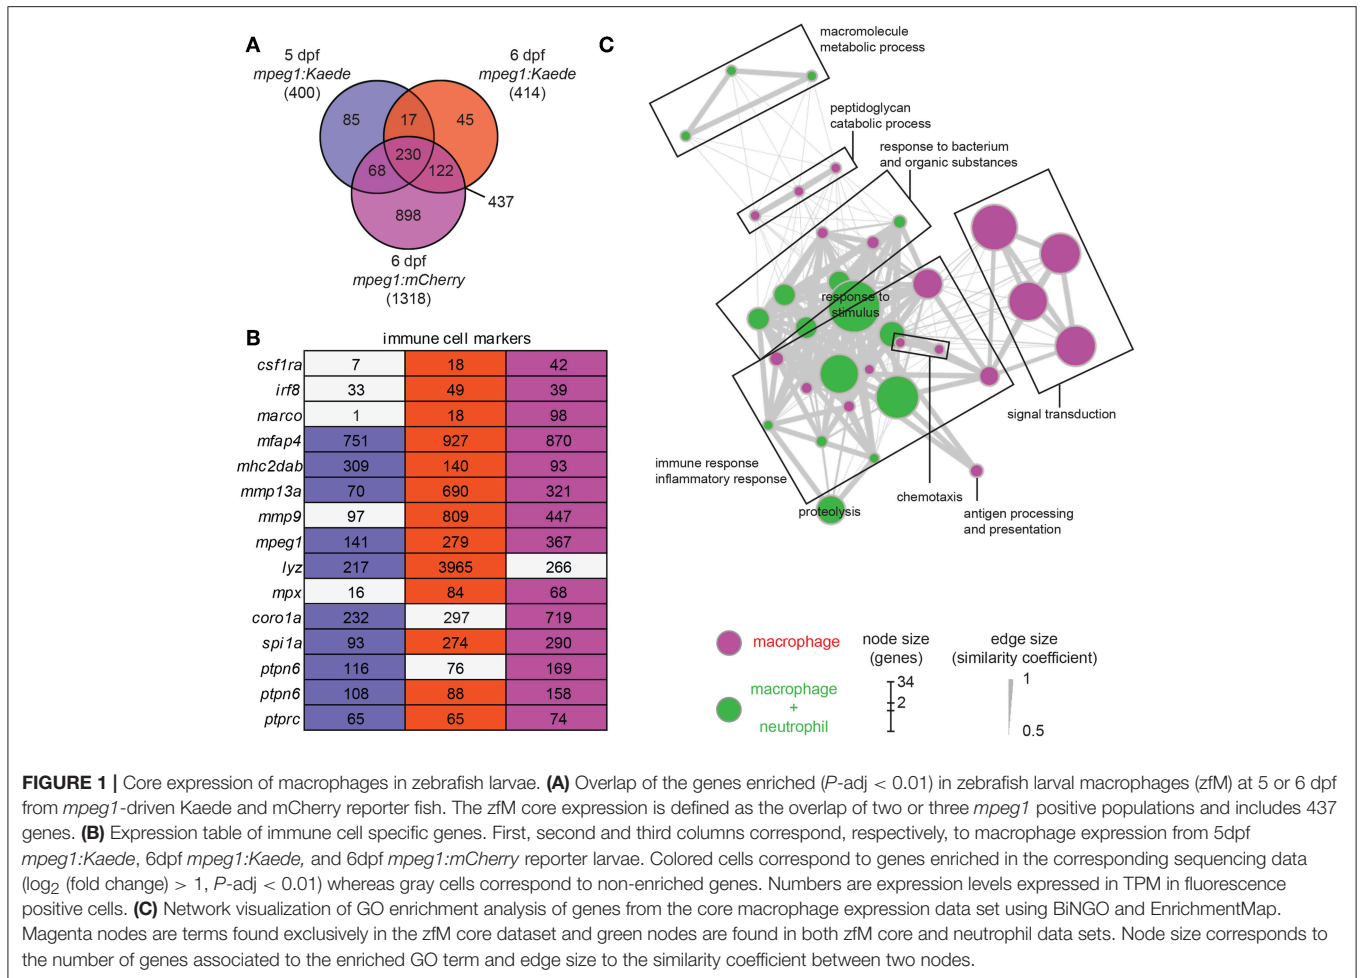 A
5 dpf
mpeg1:Kaede
(400)
6 dpf
mpeg1:Kaede
(414)
85
17
45
230
68
122
437
898
6 dpf
mpeg1:mCherry
(1318)
B
immune cell markers
csf1ra 7 18 42
irf8 33 49 39
marco 1 18 98
mfap4 751 927 870
mhc2dab 309 140 93
mmp13a 70 690 321
mmp9 97 809 447
mpeg1 141 279 367
lyz 217 3965 266
mpx 16 84 68
coro1a 232 297 719
spi1a 93 274 290
ptpn6 116 76 169
ptpn6 108 88 158
ptprc 65 65 74
C
macromolecule
metabolic process
peptidoglycan
catabolic process
response to bacterium
and organic substances
response to
stimulus
signal transduction
immune response
inflammatory response
chemotaxis
proteolysis
antigen processing
and presentation
macrophage
macrophage
+
neutrophil
node size
(genes)
34
2
edge size
(similarity coefficient)
1
0.5
FIGURE 1 | Core expression of macrophages in zebrafish larvae. (A) Overlap of the genes enriched (P-adj < 0.01) in zebrafish larval macrophages (zfM) at 5 or 6 dpf
from mpeg1-driven Kaede and mCherry reporter fish. The zfM core expression is defined as the overlap of two or three mpeg1 positive populations and includes 437
genes. (B) Expression table of immune cell specific genes. First, second and third columns correspond, respectively, to macrophage expression from 5dpf
mpeg1:Kaede, 6dpf mpeg1:Kaede, and 6dpf mpeg1:mCherry reporter larvae. Colored cells correspond to genes enriched in the corresponding sequencing data
(log₂ (fold change) > 1, P-adj < 0.01) whereas gray cells correspond to non-enriched genes. Numbers are expression levels expressed in TPM in fluorescence
positive cells. (C) Network visualization of GO enrichment analysis of genes from the core macrophage expression data set using BiNGO and EnrichmentMap.
Magenta nodes are terms found exclusively in the zfM core dataset and green nodes are found in both zfM core and neutrophil data sets. Node size corresponds to
the number of genes associated to the enriched GO term and edge size to the similarity coefficient between two nodes.